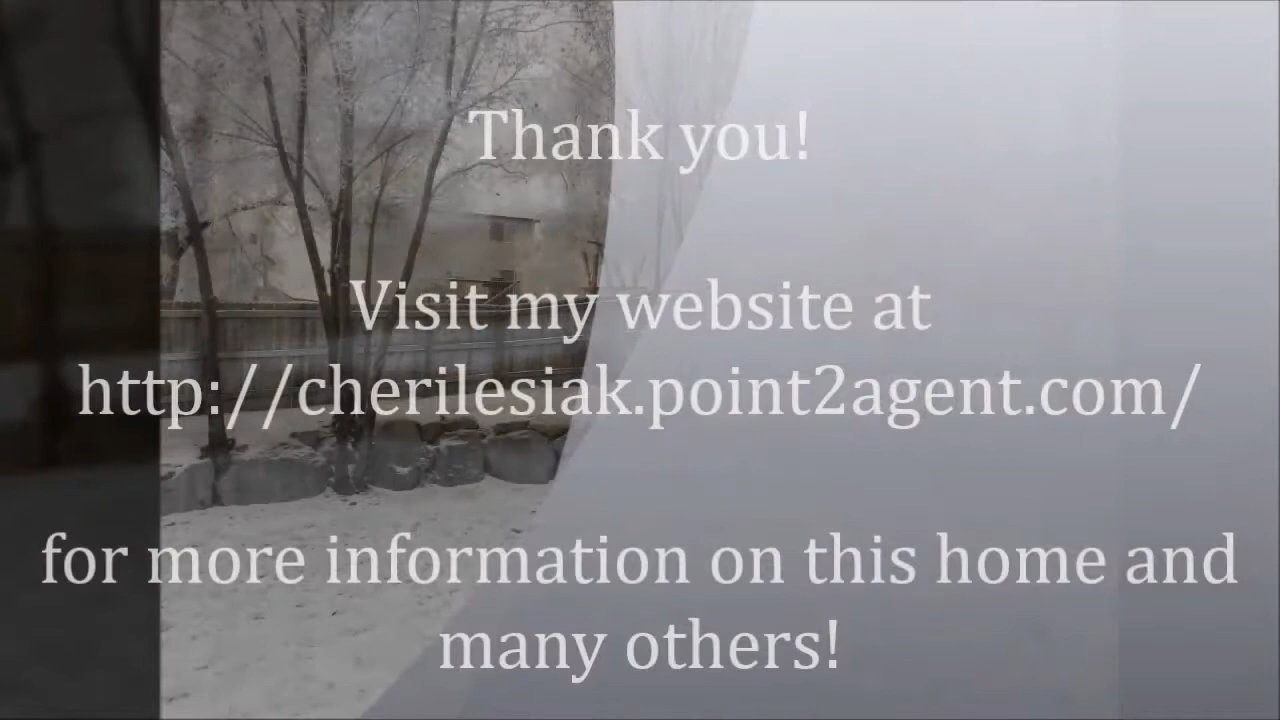 Thank you!
Visit my website at
http://cherilesiak.point2agent.com/
for more information on this home and
many others!